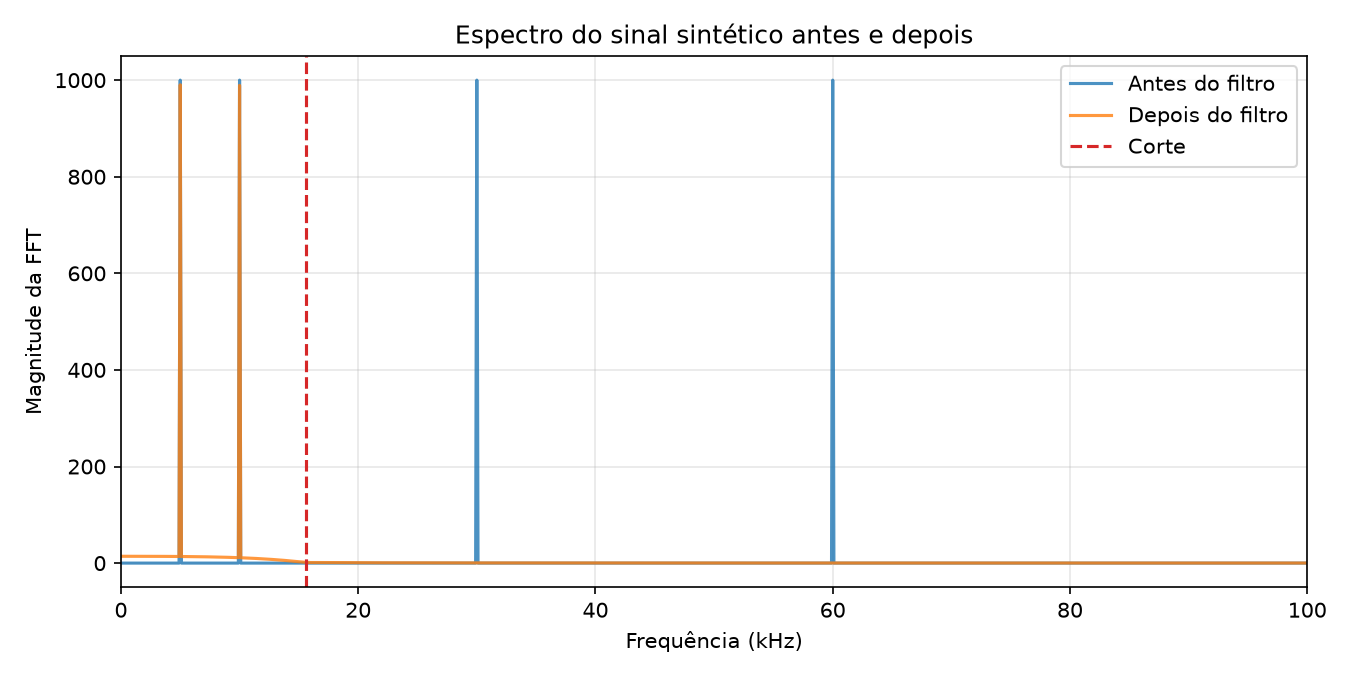 Espectro do sinal sintético antes e depois
Antes do filtro
Depois do filtro
Corte
Magnitude da FFT
1000
800
600
400
200
0
0 20 40 60 80 100
Frequência (kHz)